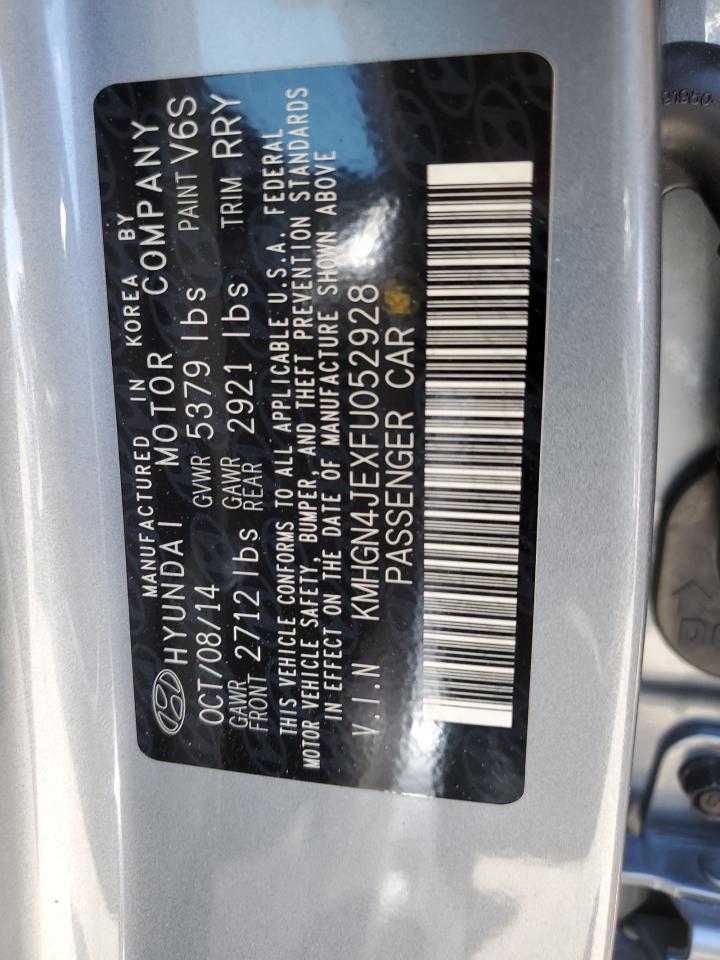 MANUFACTURED IN KOREA BY
HYUNDAI MOTOR COMPANY
OCT/08/14 GVWR 5379 lbs PAINT V6S
GAWR FRONT 2712 lbs GAWR REAR 2921 lbs TRIM RRY
THIS VEHICLE CONFORMS TO ALL APPLICABLE U.S.A. FEDERAL
MOTOR VEHICLE SAFETY, BUMPER, AND THEFT PREVENTION STANDARDS
IN EFFECT ON THE DATE OF MANUFACTURE SHOWN ABOVE
V.I.N KMHGN4JEXFU052928
PASSENGER CAR